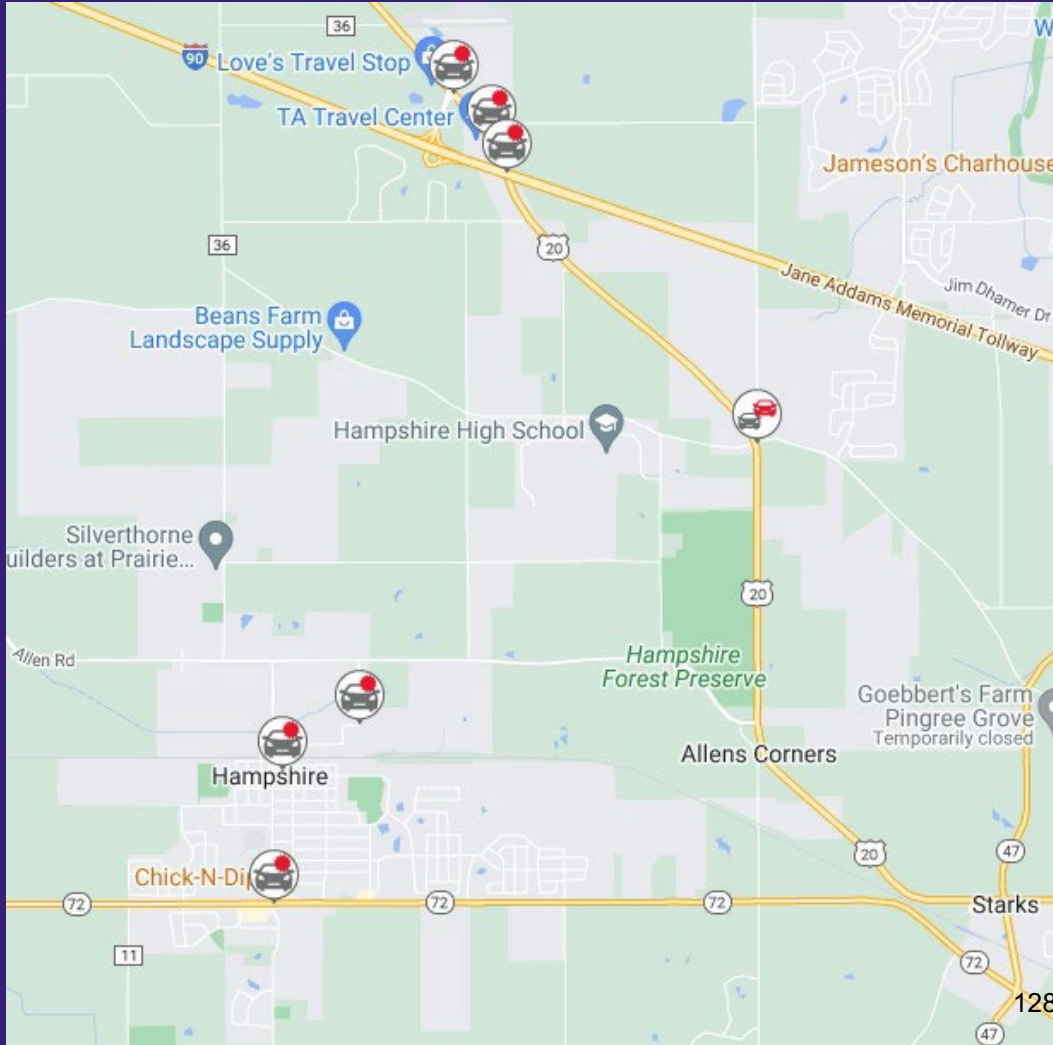 36
W
90
Love's Travel Stop
TA Travel Center
Jameson's Charhouse
36
20
Jane Addams Memorial Tollway
Jim Dhamer Dr
Beans Farm
Landscape Supply
Hampshire High School
Silverthorne
uilders at Prairie...
20
Allen Rd
Hampshire
Forest Preserve
Goebbert's Farm
Pingree Grove
Temporarily closed
Allens Corners
Hampshire
20
47
Chick-N-Dip
72
72
72
Starks
11
72
128
47